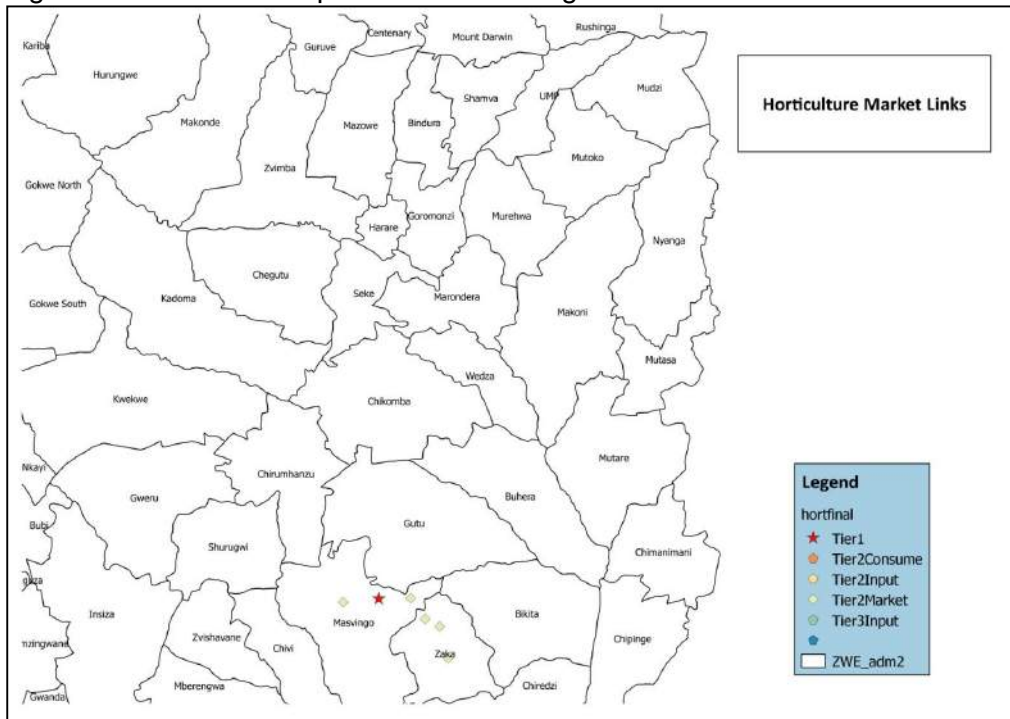 Kariba
Hurungwe
Guruve
Centenary
Mount Darwin
Rushinga
Makonde
Mazowe
Bindura
Shamva
UMP
Mudzi
Horticulture Market Links
Zvimba
Mutoko
Gokwe North
Harare
Goromonzi
Murehwa
Nyanga
Chegutu
Gokwe South
Kadoma
Seke
Marondera
Makoni
Mutasa
Wedza
Kwekwe
Chikomba
Nkayi
Chirumhanzu
Mutare
Gweru
Buhera
Bubi
Gutu
Shurugwi
Chimanimani
Insiza
Masvingo
Bikita
Chipinge
mzingwane
Zvishavane
Chivi
Zaka
Mberengwa
Chiredzi
Gwanda
Legend
hortfinal
Tier1
Tier2Consume
Tier2Input
Tier2Market
Tier3Input
ZWE_adm2